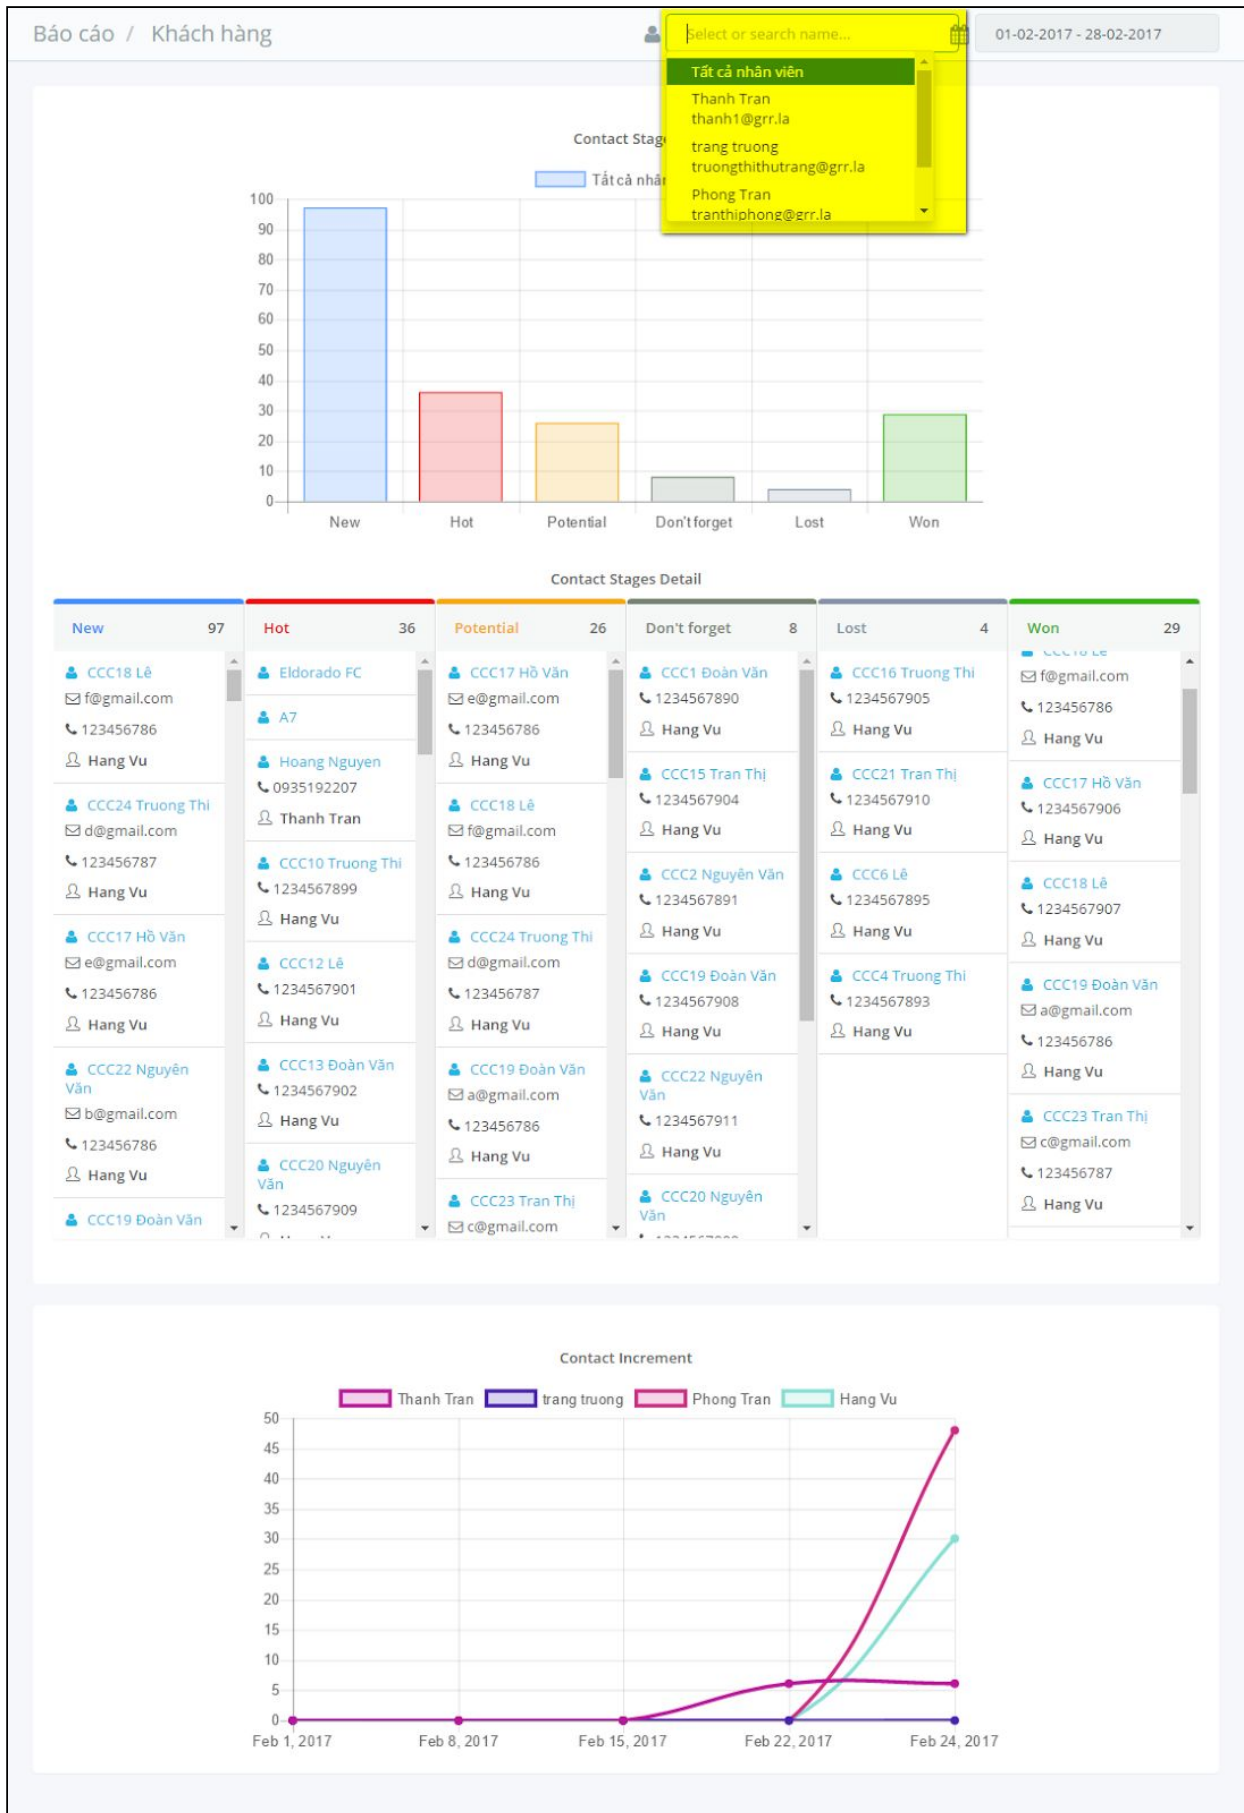 Báo cáo / Khách hàng
Select or search name...
01-02-2017 - 28-02-2017
Tất cả nhân viên
Thanh Tran
thanh1@grr.la
trang truong
truongthithutrang@grr.la
Phong Tran
tranthiphong@grr.la
Contact Stag
Tất cả nhân
100
90
80
70
60
50
40
30
20
10
0
New Hot Potential Don't forget Lost Won
Contact Stages Detail
New 97
CCC18 Lê
f@gmail.com
123456786
Hang Vu
CCC24 Truong Thi
d@gmail.com
123456787
Hang Vu
CCC17 Hồ Văn
e@gmail.com
123456786
Hang Vu
CCC22 Nguyên
Văn
b@gmail.com
123456786
Hang Vu
CCC19 Đoàn Văn
Hot 36
Eldorado FC
A7
Hoang Nguyen
0935192207
Thanh Tran
CCC10 Truong Thi
1234567899
Hang Vu
CCC12 Lê
1234567901
Hang Vu
CCC13 Đoàn Văn
1234567902
Hang Vu
CCC20 Nguyên
Văn
1234567909
Potential 26
CCC17 Hồ Văn
e@gmail.com
123456786
Hang Vu
CCC18 Lê
f@gmail.com
123456786
Hang Vu
CCC24 Truong Thi
d@gmail.com
123456787
Hang Vu
CCC19 Đoàn Văn
a@gmail.com
123456786
Hang Vu
CCC23 Tran Thị
c@gmail.com
Don't forget 8
CCC1 Đoàn Văn
1234567890
Hang Vu
CCC15 Tran Thị
1234567904
Hang Vu
CCC2 Nguyên Văn
1234567891
Hang Vu
CCC19 Đoàn Văn
1234567908
Hang Vu
CCC22 Nguyên
Văn
1234567911
Hang Vu
CCC20 Nguyên
Văn
Lost 4
CCC16 Truong Thi
1234567905
Hang Vu
CCC21 Tran Thị
1234567910
Hang Vu
CCC6 Lê
1234567895
Hang Vu
CCC4 Truong Thi
1234567893
Hang Vu
Won 29
CCC18 Lê
f@gmail.com
123456786
Hang Vu
CCC17 Hồ Văn
1234567906
Hang Vu
CCC18 Lê
1234567907
Hang Vu
CCC19 Đoàn Văn
a@gmail.com
123456786
Hang Vu
CCC23 Tran Thị
c@gmail.com
123456787
Hang Vu
Contact Increment
Thanh Tran trang truong Phong Tran Hang Vu
50
45
40
35
30
25
20
15
10
5
0
Feb 1, 2017 Feb 8, 2017 Feb 15, 2017 Feb 22, 2017 Feb 24, 2017